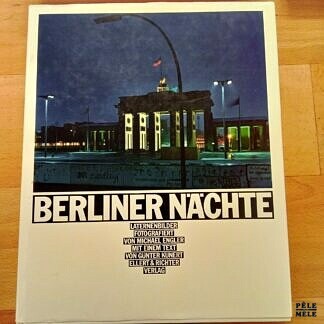 BERLINER NÄCHTE
LATERNENBILDER
FOTOGRAFIERT
VON MICHAEL ENGLER
MIT EINEM TEXT
VON GÜNTER KUNERT
ELLERT & RICHTER
VERLAG
PÊLE
MÊLE